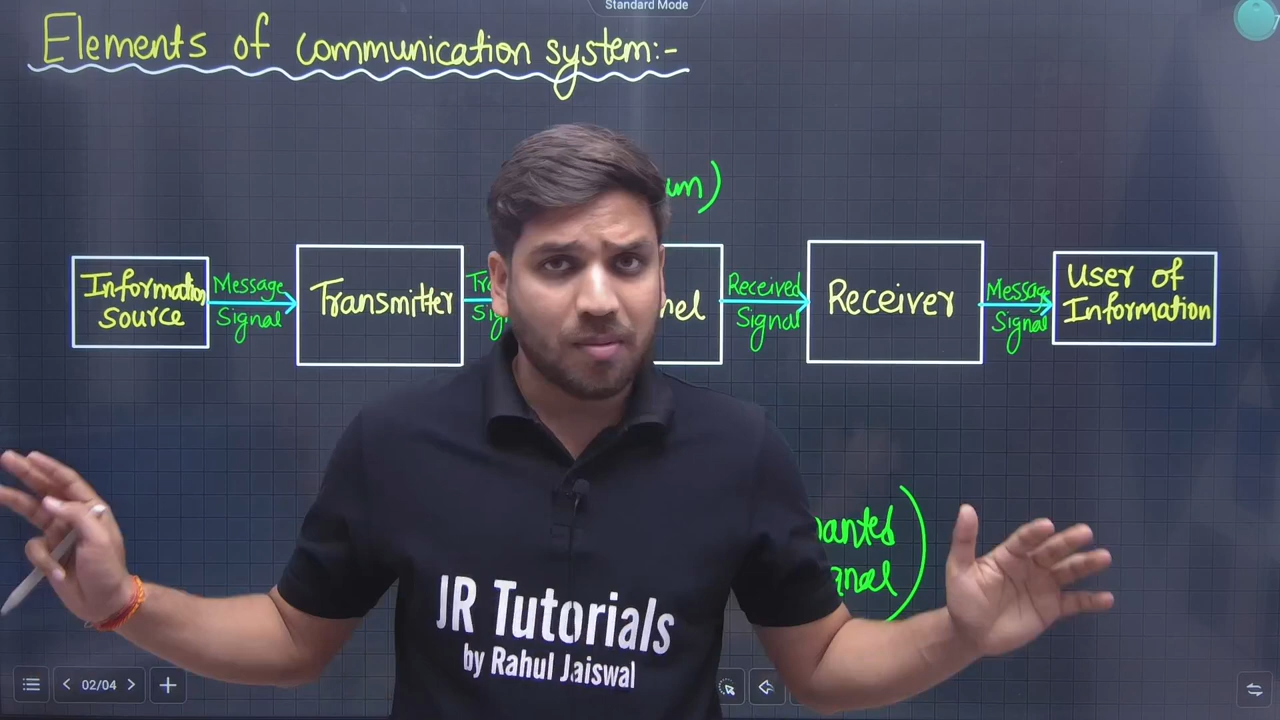 Standard Mode
Elements of communication system:-
Information
source
Message
Signal
Transmitter
Received
Signal
Receiver
Message
Signal
User of
Information
JR Tutorials
by Rahul Jaiswal
02/04